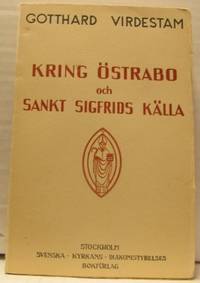 GOTTHARD VIRDESTAM
KRING ÖSTRABO
och
SANKT SIGFRIDS KÄLLA
STOCKHOLM
SVENSKA · KYRKANS · DIAKONISTYRELSES
BOKFÖRLAG